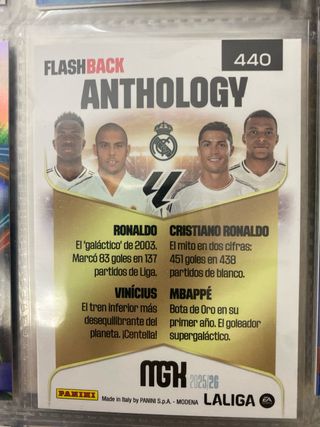 440
FLASHBACK
ANTHOLOGY
RONALDO
El 'galáctico' de 2003.
Marcó 83 goles en 137
partidos de Liga.
CRISTIANO RONALDO
El mito en dos cifras:
451 goles en 438
partidos de blanco.
VINÍCIUS
El tren inferior más
desequilibrante del
planeta. ¡Centella!
MBAPPÉ
Bota de Oro en su
primer año. El goleador
supergaláctico.
MGK 2025/26
PANINI
Made in Italy by PANINI S.p.A. - MODENA
LALIGA
EA SPORTS